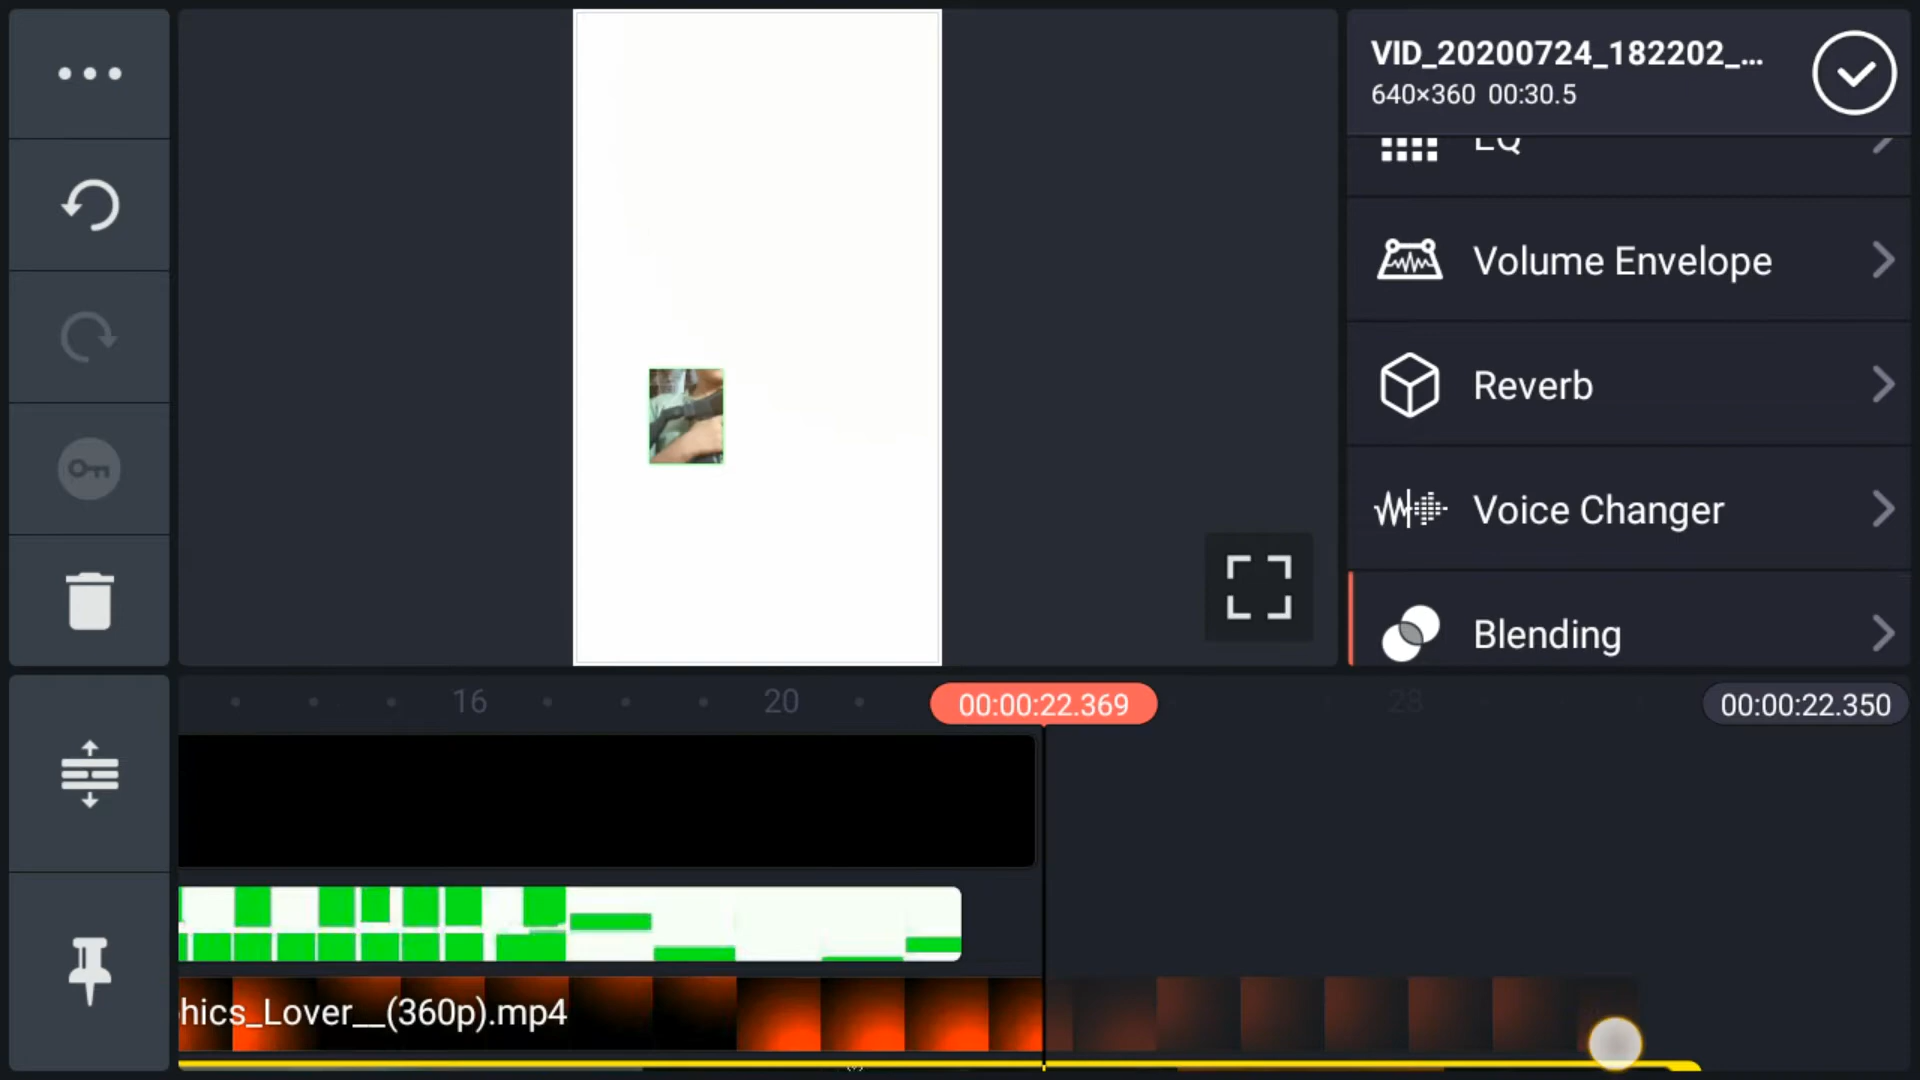 VID_20200724_182202_...
640×360 00:30.5
EQ
Volume Envelope
Reverb
Voice Changer
Blending
16
20
00:00:22.369
28
00:00:22.350
hics_Lover__(360p).mp4